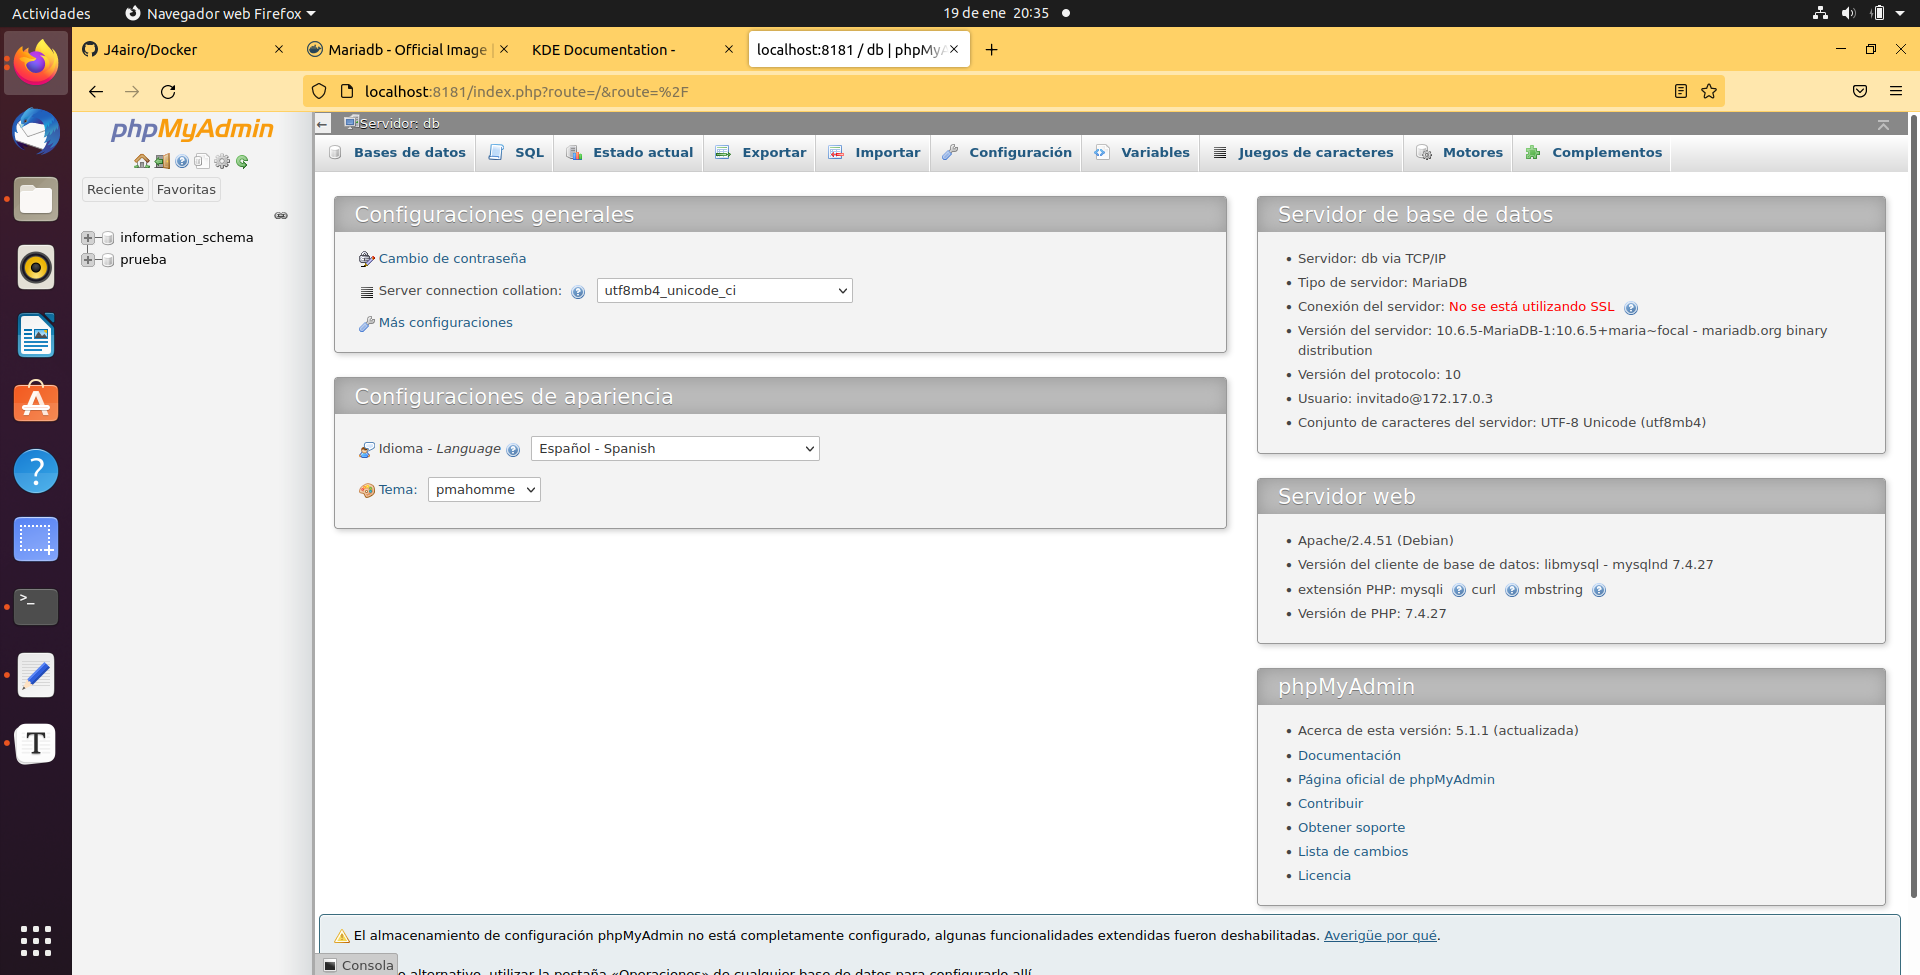 Actividades
Navegador web Firefox
19 de ene 20:35
J4airo/Docker
Mariadb - Official Image
KDE Documentation -
localhost:8181 / db | phpMyA
localhost:8181/index.php?route=/&route=%2F
phpMyAdmin
Reciente
Favoritas
information_schema
prueba
Servidor: db
Bases de datos
SQL
Estado actual
Exportar
Importar
Configuración
Variables
Juegos de caracteres
Motores
Complementos
Configuraciones generales
Cambio de contraseña
Server connection collation:
utf8mb4_unicode_ci
Más configuraciones
Configuraciones de apariencia
Idioma - Language
Español - Spanish
Tema:
pmahomme
Servidor de base de datos
Servidor: db via TCP/IP
Tipo de servidor: MariaDB
Conexión del servidor: No se está utilizando SSL
Versión del servidor: 10.6.5-MariaDB-1:10.6.5+maria~focal - mariadb.org binary
distribution
Versión del protocolo: 10
Usuario: invitado@172.17.0.3
Conjunto de caracteres del servidor: UTF-8 Unicode (utf8mb4)
Servidor web
Apache/2.4.51 (Debian)
Versión del cliente de base de datos: libmysql - mysqlnd 7.4.27
extensión PHP: mysqli curl mbstring
Versión de PHP: 7.4.27
phpMyAdmin
Acerca de esta versión: 5.1.1 (actualizada)
Documentación
Página oficial de phpMyAdmin
Contribuir
Obtener soporte
Lista de cambios
Licencia
El almacenamiento de configuración phpMyAdmin no está completamente configurado, algunas funcionalidades extendidas fueron deshabilitadas. Averigüe por qué.
Consola
o alternativo, utilizar la pestaña «Operaciones» de cualquier base de datos para configurarlo allí